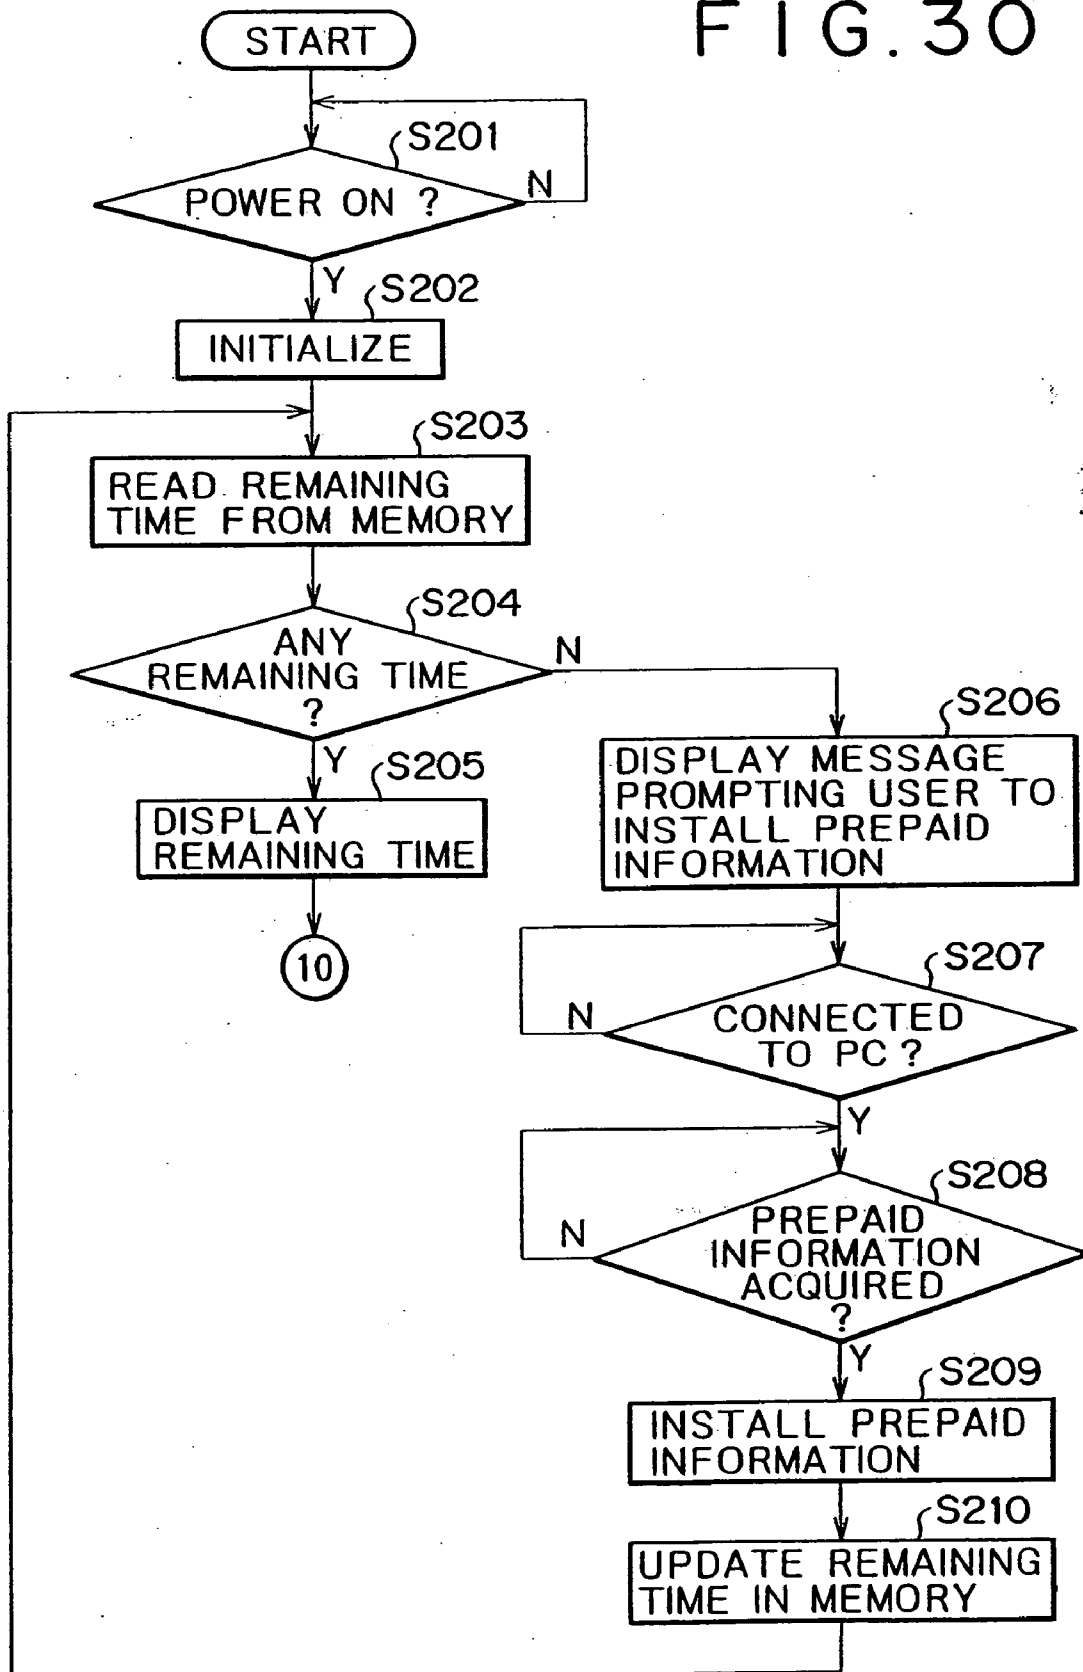 FIG.30
START
S201
POWER ON ?
N
Y
S202
INITIALIZE
S203
READ REMAINING
TIME FROM MEMORY
S204
ANY
REMAINING TIME
?
N
Y
S205
DISPLAY
REMAINING TIME
10
S206
DISPLAY MESSAGE
PROMPTING USER TO
INSTALL PREPAID
INFORMATION
S207
CONNECTED
TO PC ?
N
Y
S208
PREPAID
INFORMATION
ACQUIRED
?
N
Y
S209
INSTALL PREPAID
INFORMATION
S210
UPDATE REMAINING
TIME IN MEMORY